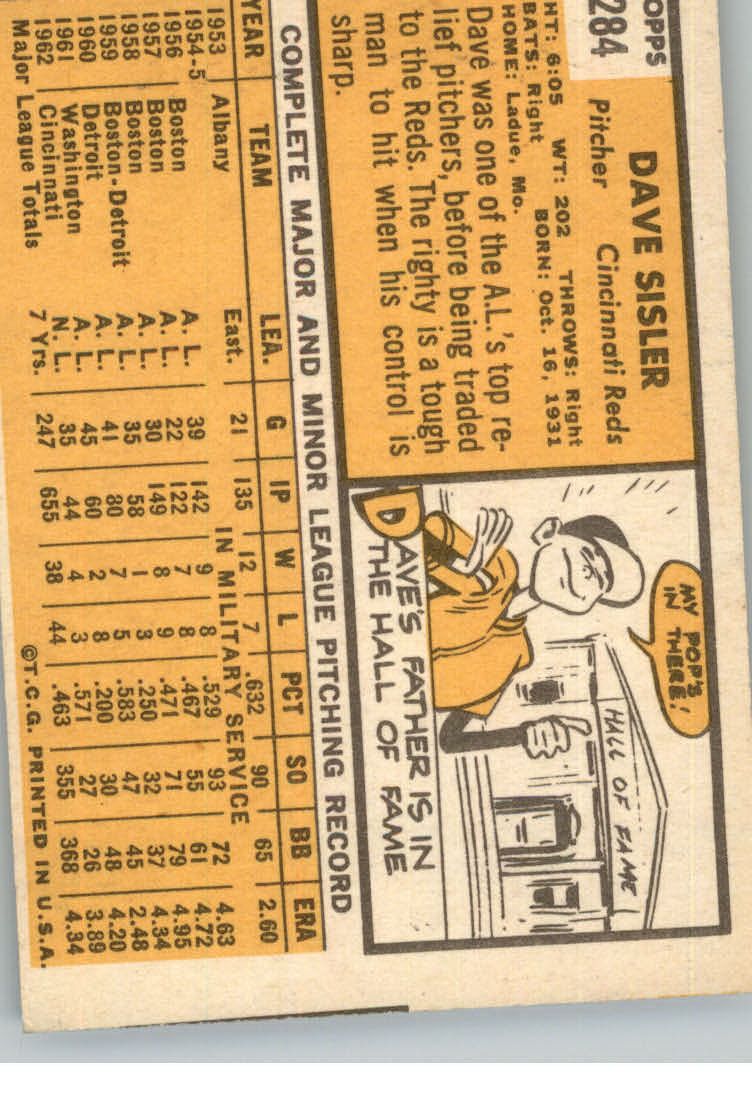 OPPS
284
DAVE SISLER
Pitcher Cincinnati Reds
HT: 6:05 WT: 202 THROWS: Right
BATS: Right BORN: Oct. 16, 1931
HOME: Ladue, Mo.
Dave was one of the A.L.'s top re-
lief pitchers, before being traded
to the Reds. The righty is a tough
man to hit when his control is
sharp.
MY POP'S
IN THERE!
HALL OF FAME
DAVE'S FATHER IS IN
THE HALL OF FAME
COMPLETE MAJOR AND MINOR LEAGUE PITCHING RECORD
YEAR TEAM LEA. G IP W L PCT SO BB ERA
1953 Albany East. 21 135 12 7 .632 90 65 2.60
1954-5 IN MILITARY SERVICE
1956 Boston A. L. 39 142 9 8 .529 93 72 4.63
1957 Boston A. L. 22 122 7 8 .467 55 61 4.72
1958 Boston A. L. 30 149 8 9 .471 71 79 4.95
1959 Boston-Detroit A. L. 35 58 1 3 .250 32 37 4.34
1960 Detroit A. L. 41 80 7 5 .583 47 45 2.48
1961 Washington A. L. 45 60 2 8 .200 30 48 4.20
1962 Cincinnati N. L. 35 44 4 3 .571 27 26 3.89
Major League Totals 7 Yrs. 247 655 38 44 .463 355 368 4.34
©T.C.G. PRINTED IN U.S.A.